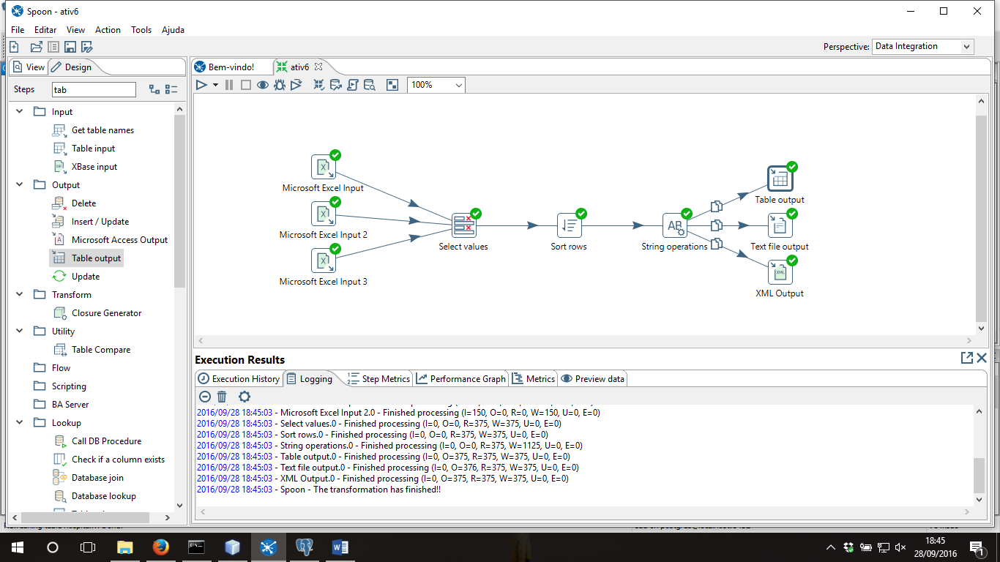 Spoon - ativ6
File Editar View Action Tools Ajuda
Perspective: Data Integration
View Design
Bem-vindo! ativ6
Steps tab
100%
Input
Get table names
Table input
XBase input
Output
Delete
Insert / Update
Microsoft Access Output
Table output
Update
Transform
Closure Generator
Utility
Table Compare
Flow
Scripting
BA Server
Lookup
Call DB Procedure
Check if a column exists
Database join
Database lookup
Microsoft Excel Input
Microsoft Excel Input 2
Microsoft Excel Input 3
Select values
Sort rows
AB
String operations
Table output
Text file output
XML
XML Output
Execution Results
Execution History Logging Step Metrics Performance Graph Metrics Preview data
2016/09/28 18:45:03 - Microsoft Excel Input 2.0 - Finished processing (I=150, O=0, R=0, W=150, U=0, E=0)
2016/09/28 18:45:03 - Select values.0 - Finished processing (I=0, O=0, R=375, W=375, U=0, E=0)
2016/09/28 18:45:03 - Sort rows.0 - Finished processing (I=0, O=0, R=375, W=375, U=0, E=0)
2016/09/28 18:45:03 - String operations.0 - Finished processing (I=0, O=0, R=375, W=1125, U=0, E=0)
2016/09/28 18:45:03 - Table output.0 - Finished processing (I=0, O=375, R=375, W=375, U=0, E=0)
2016/09/28 18:45:03 - Text file output.0 - Finished processing (I=0, O=376, R=375, W=375, U=0, E=0)
2016/09/28 18:45:03 - XML Output.0 - Finished processing (I=0, O=375, R=375, W=375, U=0, E=0)
2016/09/28 18:45:03 - Spoon - The transformation has finished!!
18:45
28/09/2016
1